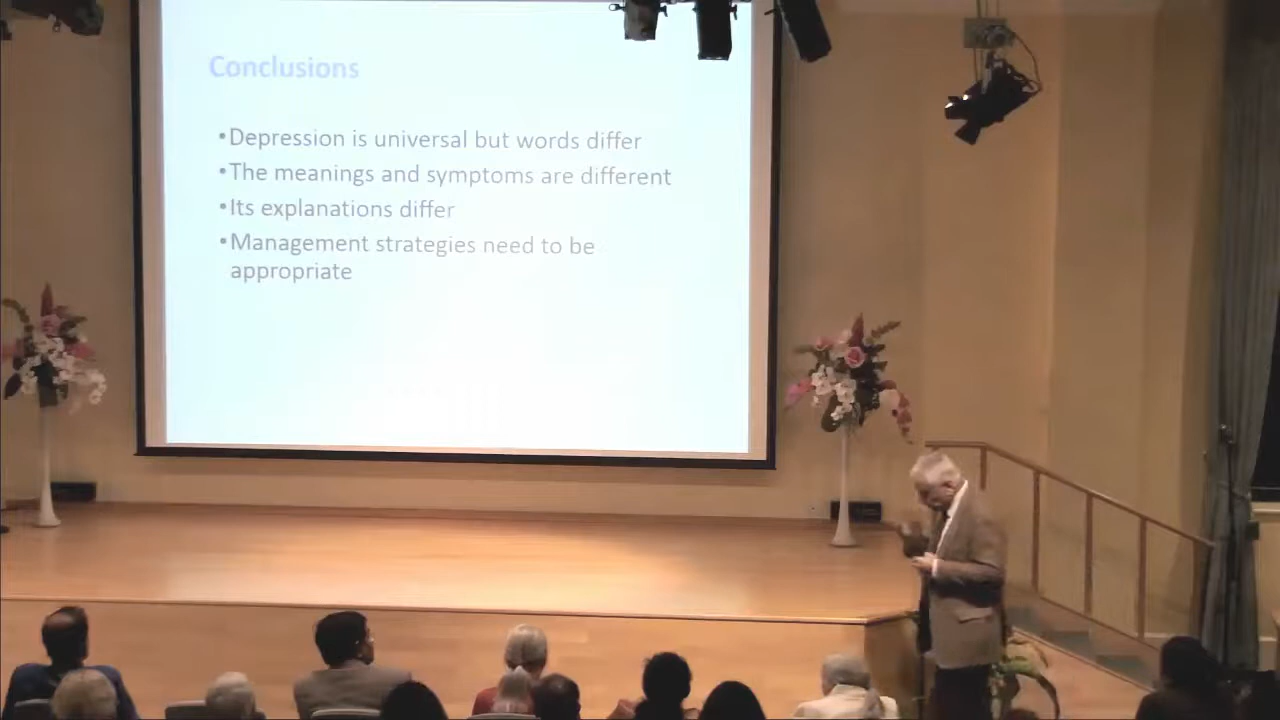 Conclusions
•Depression is universal but words differ
•The meanings and symptoms are different
•Its explanations differ
•Management strategies need to be
appropriate